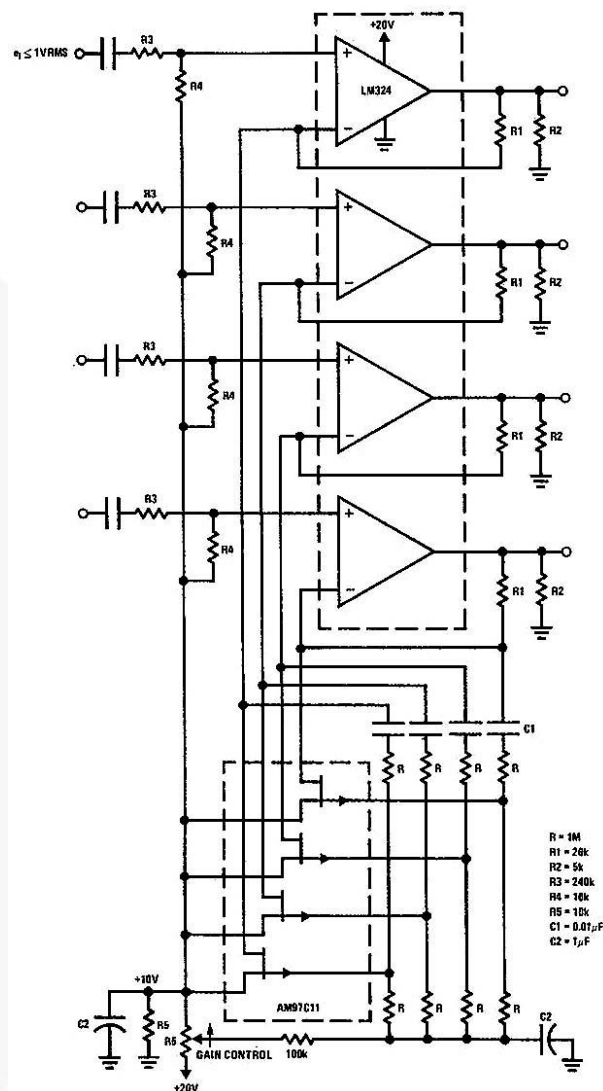 +20V
R3
eI ≤ 1VRMS
+
R4
LM324
−
R1
R2
R3
+
R4
−
R1
R2
R3
+
R4
−
R1
R2
R3
+
R4
−
R1
R2
C1
R
R
R
R
R = 1M
R1 = 26k
R2 = 5k
R3 = 240k
R4 = 10k
R5 = 10k
C1 = 0.01μF
C2 = 1μF
+10V
AM97C11
R
R
R
R
C2
R5
R5
GAIN CONTROL
100k
C2
+20V